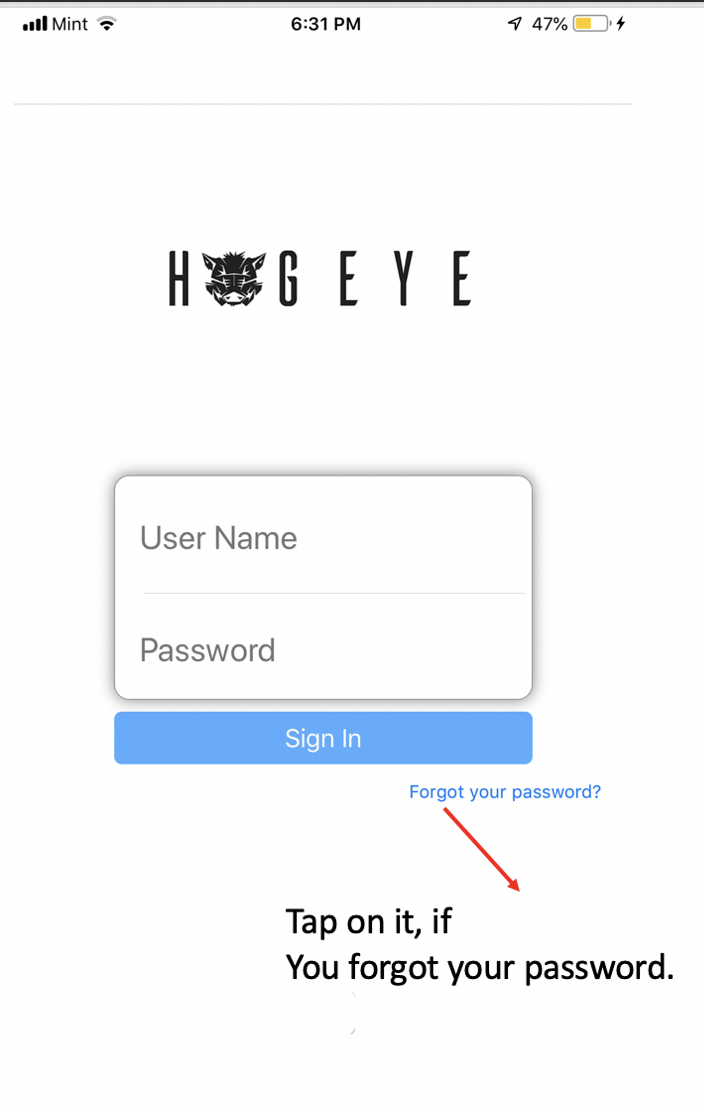 Mint 6:31 PM 47%
HOGEYE
User Name
Password
Sign In
Forgot your password?
Tap on it, if
You forgot your password.